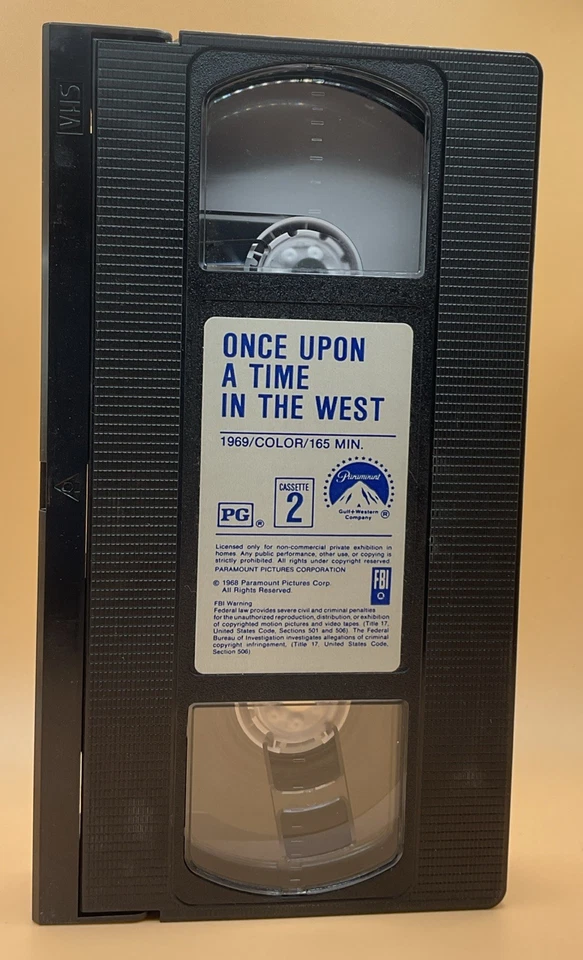 VHS
ONCE UPON
A TIME
IN THE WEST
1969/COLOR/165 MIN.
PG ®
CASSETTE
2
Paramount
Gulf+Western
Company ®
Licensed only for non-commercial private exhibition in
homes. Any public performance, other use, or copying is
strictly prohibited. All rights under copyright reserved.
PARAMOUNT PICTURES CORPORATION
© 1968 Paramount Pictures Corp.
All Rights Reserved.
FBI
FBI Warning
Federal law provides severe civil and criminal penalties
for the unauthorized reproduction, distribution, or exhibition
of copyrighted motion pictures and video tapes. (Title 17,
United States Code, Sections 501 and 506). The Federal
Bureau of Investigation investigates allegations of criminal
copyright infringement, (Title 17, United States Code,
Section 506)